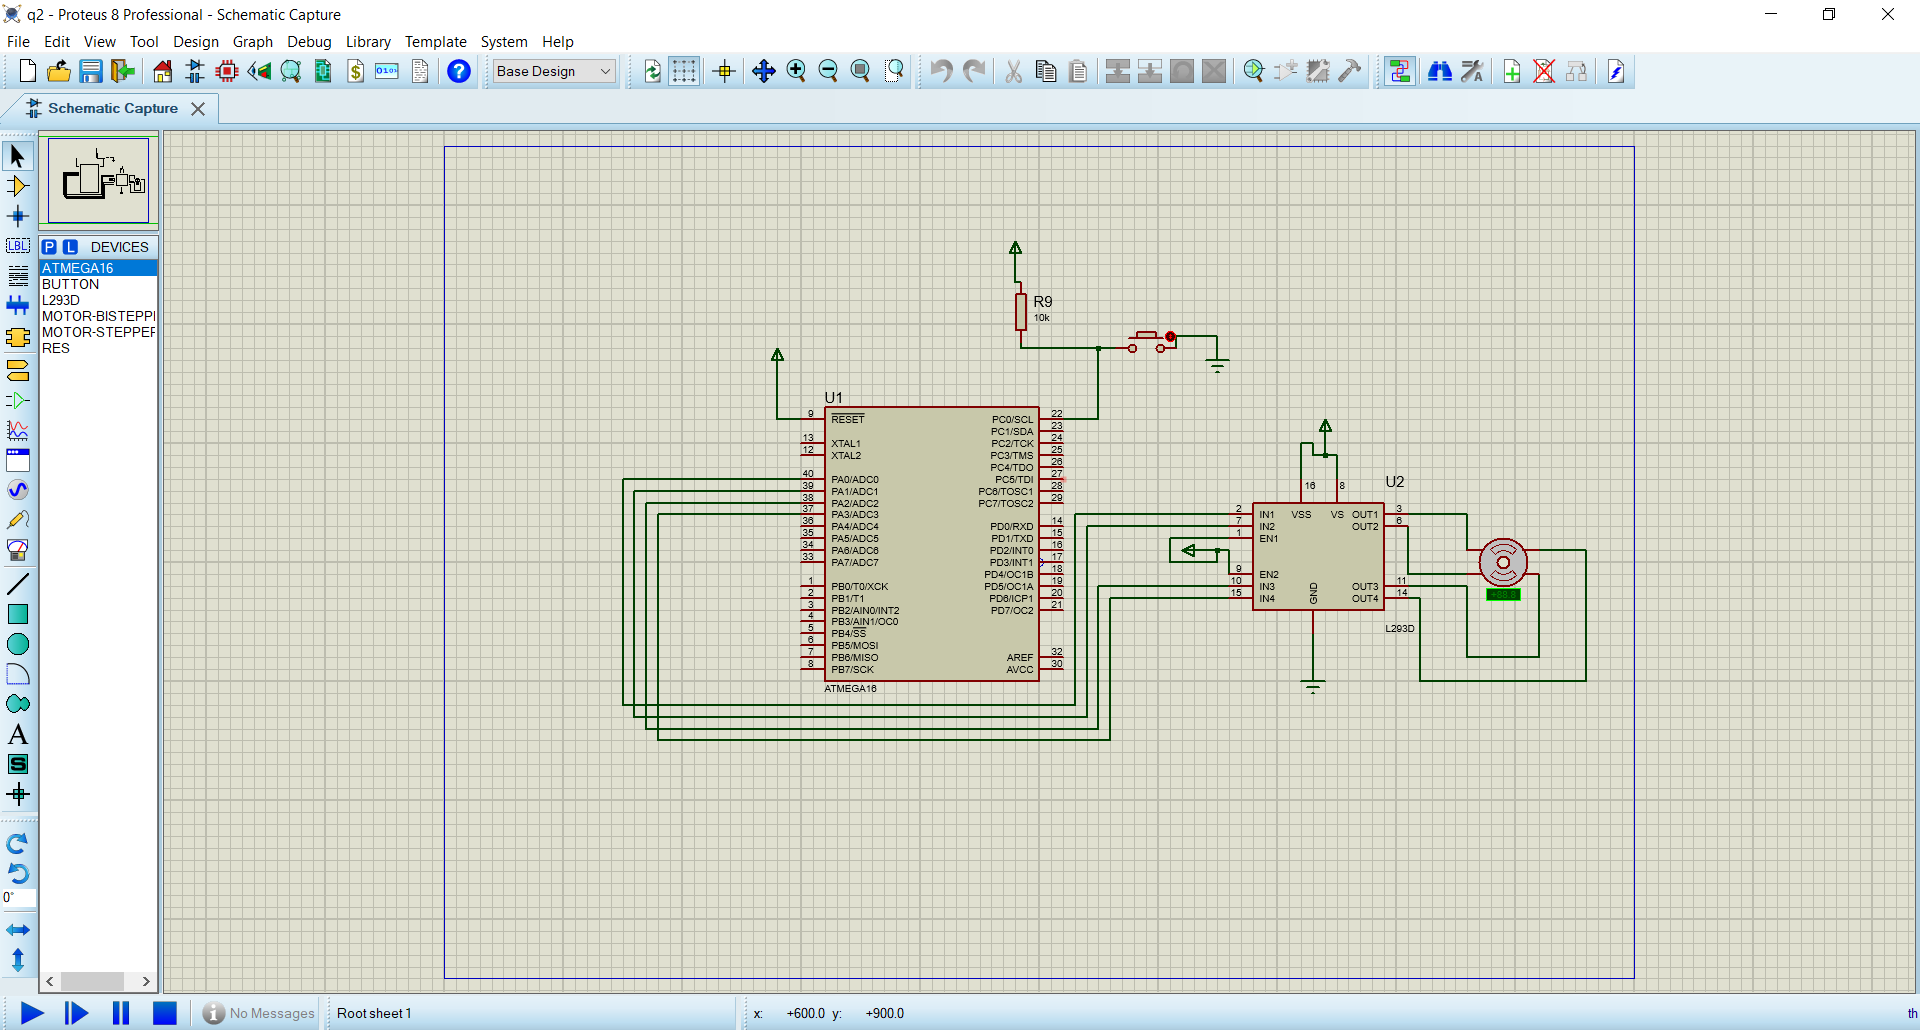 q2 - Proteus 8 Professional - Schematic Capture
File Edit View Tool Design Graph Debug Library Template System Help
Base Design
Schematic Capture
P L DEVICES
ATMEGA16
BUTTON
L293D
MOTOR-BISTEPPI
MOTOR-STEPPER
RES
LBL
A
S
0°
R9
10k
U1
9 RESET
13 XTAL1
12 XTAL2
40 PA0/ADC0
39 PA1/ADC1
38 PA2/ADC2
37 PA3/ADC3
36 PA4/ADC4
35 PA5/ADC5
34 PA6/ADC6
33 PA7/ADC7
1 PB0/T0/XCK
2 PB1/T1
3 PB2/AIN0/INT2
4 PB3/AIN1/OC0
5 PB4/SS
6 PB5/MOSI
7 PB6/MISO
8 PB7/SCK
PC0/SCL 22
PC1/SDA 23
PC2/TCK 24
PC3/TMS 25
PC4/TDO 26
PC5/TDI 27
PC6/TOSC1 28
PC7/TOSC2 29
PD0/RXD 14
PD1/TXD 15
PD2/INT0 16
PD3/INT1 17
PD4/OC1B 18
PD5/OC1A 19
PD6/ICP1 20
PD7/OC2 21
AREF 32
AVCC 30
ATMEGA16
U2
16 8
2 IN1 VSS VS OUT1 3
7 IN2 OUT2 6
1 EN1
9 EN2
10 IN3 OUT3 11
15 IN4 OUT4 14
GND
L293D
No Messages
Root sheet 1
x: +600.0 y: +900.0
th